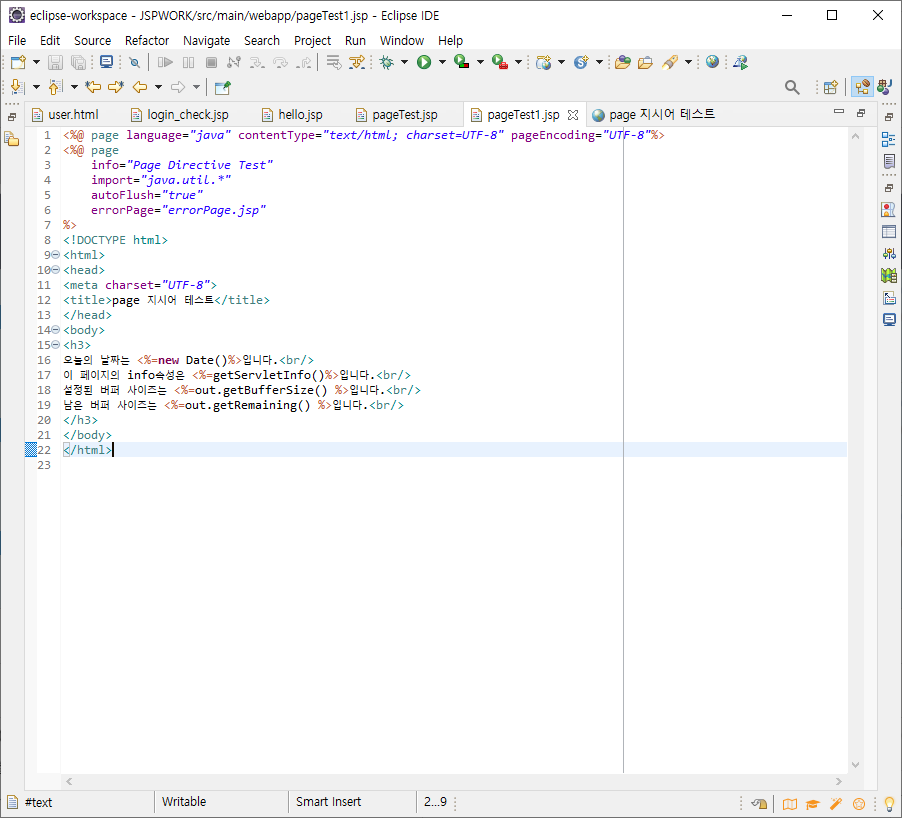 eclipse-workspace - JSPWORK/src/main/webapp/pageTest1.jsp - Eclipse IDE
File Edit Source Refactor Navigate Search Project Run Window Help
user.html login_check.jsp hello.jsp pageTest.jsp pageTest1.jsp page 지시어 테스트
1 <%@ page language="java" contentType="text/html; charset=UTF-8" pageEncoding="UTF-8"%>
2 <%@ page
3 info="Page Directive Test"
4 import="java.util.*"
5 autoFlush="true"
6 errorPage="errorPage.jsp"
7 %>
8 <!DOCTYPE html>
9 <html>
10 <head>
11 <meta charset="UTF-8">
12 <title>page 지시어 테스트</title>
13 </head>
14 <body>
15 <h3>
16 오늘의 날짜는 <%=new Date()%>입니다.<br/>
17 이 페이지의 info속성은 <%=getServletInfo()%>입니다.<br/>
18 설정된 버퍼 사이즈는 <%=out.getBufferSize() %>입니다.<br/>
19 남은 버퍼 사이즈는 <%=out.getRemaining() %>입니다.<br/>
20 </h3>
21 </body>
22 </html>
23
#text Writable Smart Insert 2...9